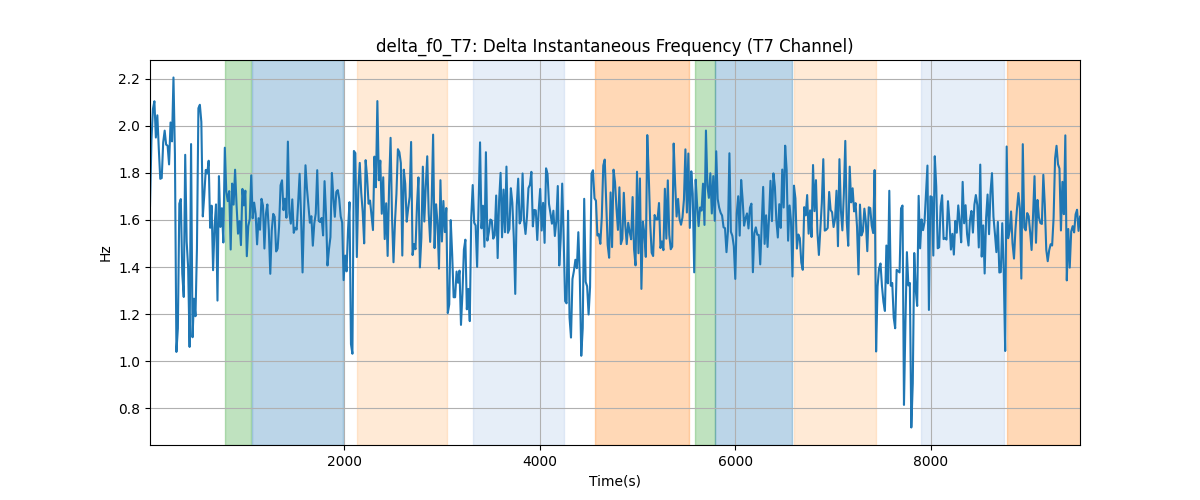 delta_f0_T7: Delta Instantaneous Frequency (T7 Channel)
Hz
2.2
2.0
1.8
1.6
1.4
1.2
1.0
0.8
2000 4000 6000 8000
Time(s)